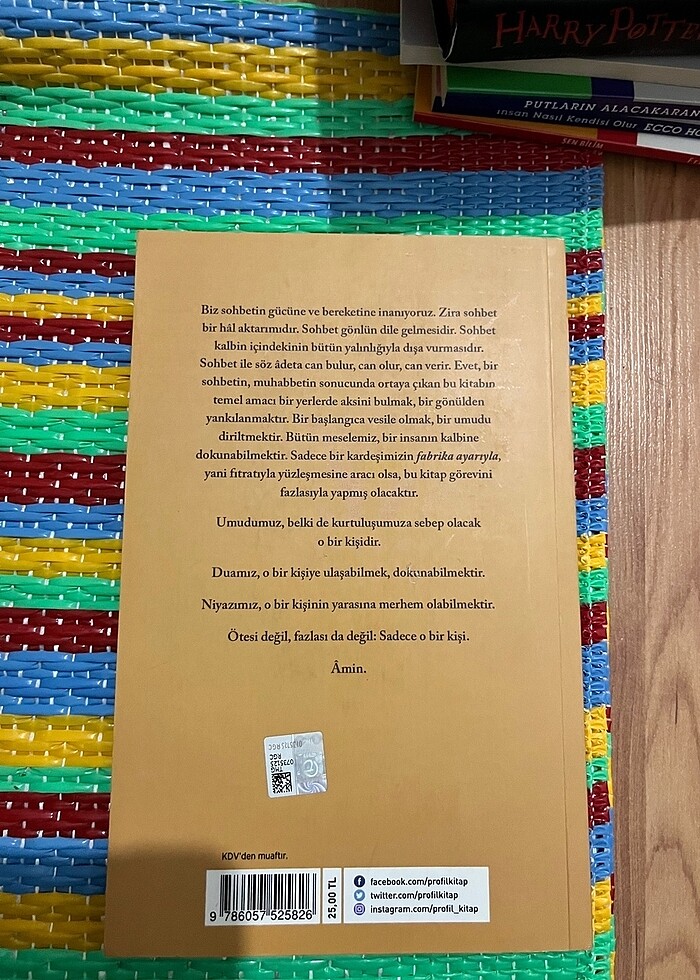 HARRY POTTE
PUTLARIN ALACAKARAN
İnsan Nasıl Kendisi Olur ECCO HO
ŞEN BİLİM
Biz sohbetin gücüne ve bereketine inanıyoruz. Zira sohbet
bir hâl aktarımıdır. Sohbet gönlün dile gelmesidir. Sohbet
kalbin içindekinin bütün yalınlığıyla dışa vurmasıdır.
Sohbet ile söz âdeta can bulur, can olur, can verir. Evet, bir
sohbetin, muhabbetin sonucunda ortaya çıkan bu kitabın
temel amacı bir yerlerde aksini bulmak, bir gönülden
yankılanmaktır. Bir başlangıca vesile olmak, bir umudu
diriltmektir. Bütün meselemiz, bir insanın kalbine
dokunabilmektir. Sadece bir kardeşimizin fabrika ayarıyla,
yani fıtratıyla yüzleşmesine aracı olsa, bu kitap görevini
fazlasıyla yapmış olacaktır.
Umudumuz, belki de kurtuluşumuza sebep olacak
o bir kişidir.
Duamız, o bir kişiye ulaşabilmek, dokunabilmektir.
Niyazımız, o bir kişinin yarasına merhem olabilmektir.
Ötesi değil, fazlası da değil: Sadece o bir kişi.
Âmin.
KDV'den muaftır.
9 786057 525826
25,00 TL
facebook.com/profilkitap
twitter.com/profilkitap
instagram.com/profil_kitap